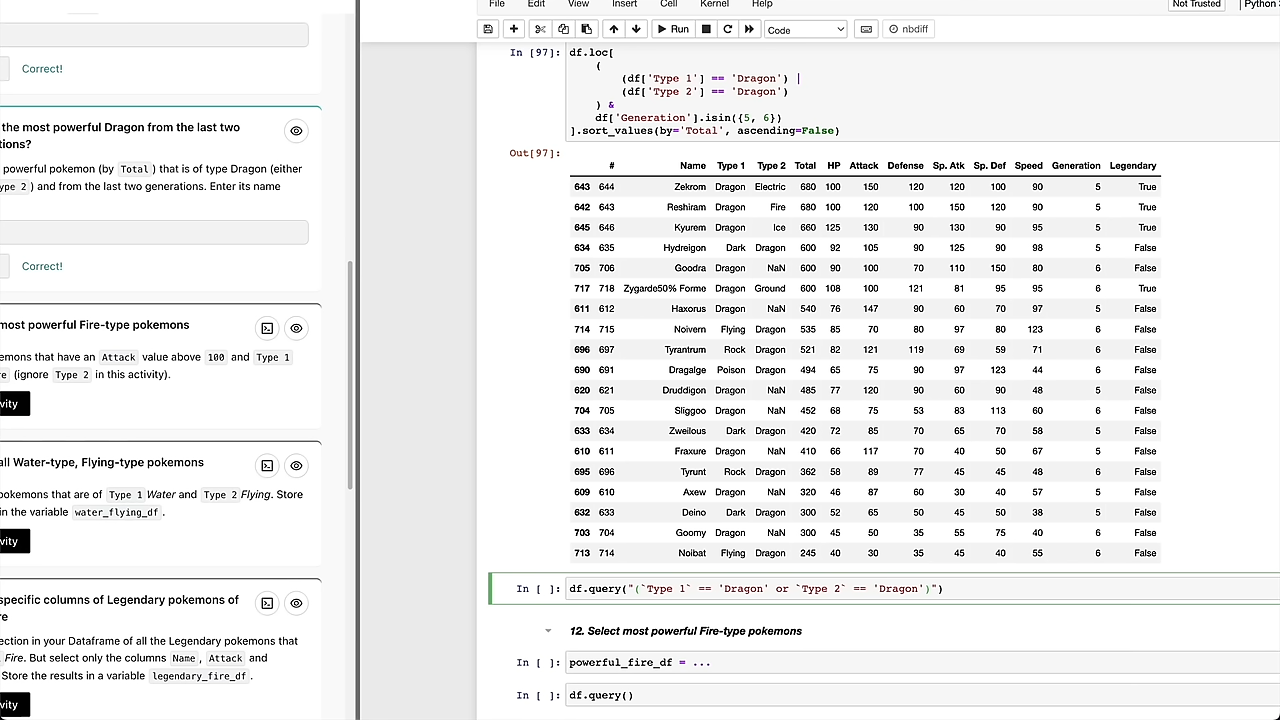 Correct!
the most powerful Dragon from the last two
tions?
powerful pokemon (by Total) that is of type Dragon (either
ype 2) and from the last two generations. Enter its name
Correct!
most powerful Fire-type pokemons
emons that have an Attack value above 100 and Type 1
re (ignore Type 2 in this activity).
vity
all Water-type, Flying-type pokemons
pokemons that are of Type 1 Water and Type 2 Flying. Store
in the variable water_flying_df.
vity
specific columns of Legendary pokemons of
re
ection in your Dataframe of all the Legendary pokemons that
Fire. But select only the columns Name, Attack and
Store the results in a variable legendary_fire_df.
vity
File Edit View Insert Cell Kernel Help Not Trusted Python
Run Code nbdiff
In [97]: df.loc[
(
(df['Type 1'] == 'Dragon') |
(df['Type 2'] == 'Dragon')
) &
df['Generation'].isin({5, 6})
].sort_values(by='Total', ascending=False)
Out[97]:
# Name Type 1 Type 2 Total HP Attack Defense Sp. Atk Sp. Def Speed Generation Legendary
643 644 Zekrom Dragon Electric 680 100 150 120 120 100 90 5 True
642 643 Reshiram Dragon Fire 680 100 120 100 150 120 90 5 True
645 646 Kyurem Dragon Ice 660 125 130 90 130 90 95 5 True
634 635 Hydreigon Dark Dragon 600 92 105 90 125 90 98 5 False
705 706 Goodra Dragon NaN 600 90 100 70 110 150 80 6 False
717 718 Zygarde50% Forme Dragon Ground 600 108 100 121 81 95 95 6 True
611 612 Haxorus Dragon NaN 540 76 147 90 60 70 97 5 False
714 715 Noivern Flying Dragon 535 85 70 80 97 80 123 6 False
696 697 Tyrantrum Rock Dragon 521 82 121 119 69 59 71 6 False
690 691 Dragalge Poison Dragon 494 65 75 90 97 123 44 6 False
620 621 Druddigon Dragon NaN 485 77 120 90 60 90 48 5 False
704 705 Sliggoo Dragon NaN 452 68 75 53 83 113 60 6 False
633 634 Zweilous Dark Dragon 420 72 85 70 65 70 58 5 False
610 611 Fraxure Dragon NaN 410 66 117 70 40 50 67 5 False
695 696 Tyrunt Rock Dragon 362 58 89 77 45 45 48 6 False
609 610 Axew Dragon NaN 320 46 87 60 30 40 57 5 False
632 633 Deino Dark Dragon 300 52 65 50 45 50 38 5 False
703 704 Goomy Dragon NaN 300 45 50 35 55 75 40 6 False
713 714 Noibat Flying Dragon 245 40 30 35 45 40 55 6 False
In [ ]: df.query("(`Type 1` == 'Dragon' or `Type 2` == 'Dragon')")
12. Select most powerful Fire-type pokemons
In [ ]: powerful_fire_df = ...
In [ ]: df.query()